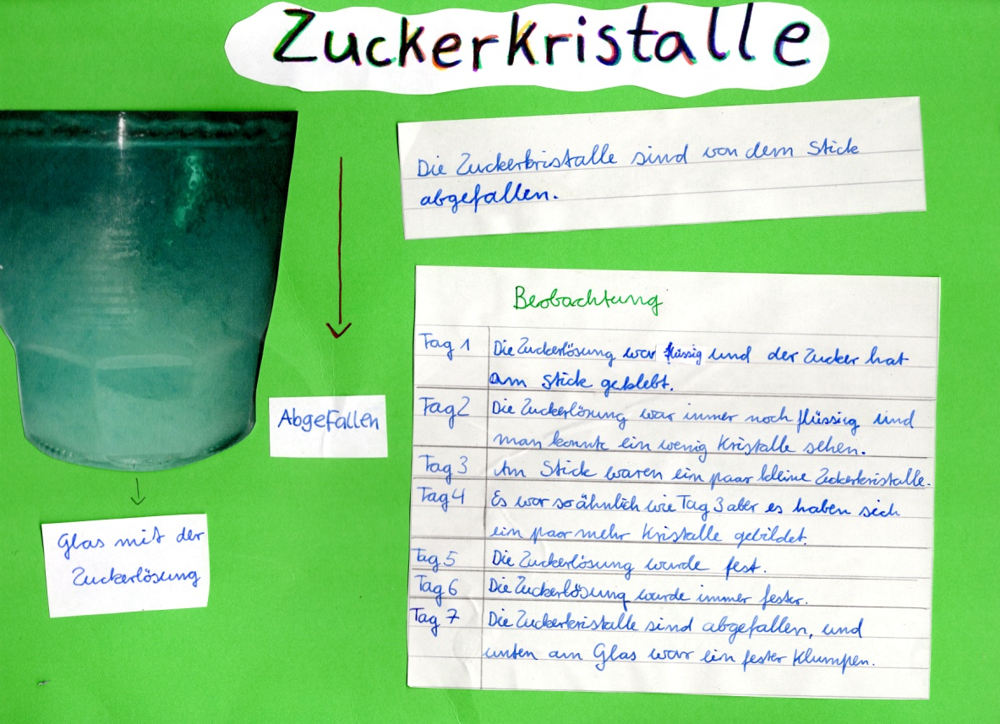 Zuckerkristalle
Die Zuckerkristalle sind von dem Stick
abgefallen.
Abgefallen
Glas mit der
Zuckerlösung
Beobachtung
Tag 1 Die Zuckerlösung war flüssig und der Zucker hat
am Stick geklebt.
Tag 2 Die Zuckerlösung war immer noch flüssig und
man konnte ein wenig Kristalle sehen.
Tag 3 Am Stick waren ein paar kleine Zuckerkristalle.
Tag 4 Es war so ähnlich wie Tag 3 aber es haben sich
ein paar mehr Kristalle gebildet.
Tag 5 Die Zuckerlösung wurde fest.
Tag 6 Die Zuckerlösung wurde immer fester.
Tag 7 Die Zuckerkristalle sind abgefallen, und
unten am Glas war ein fester Klumpen.